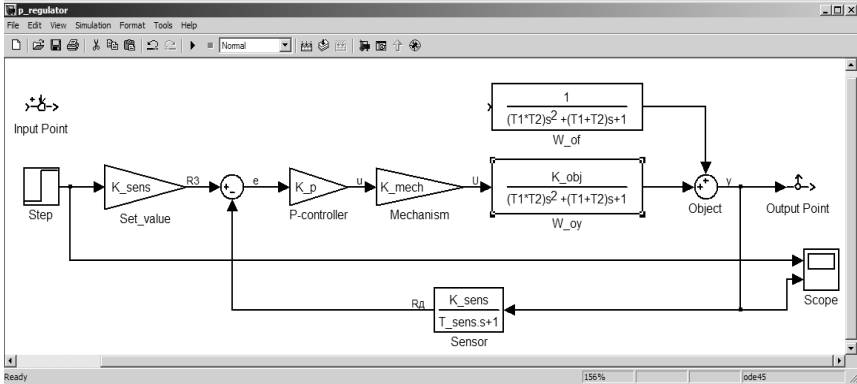 p_regulator
File Edit View Simulation Format Tools Help
Normal
Input Point
1
(T1*T2)s2 +(T1+T2)s+1
W_of
Step
K_sens
Set_value
RЗ
e
K_p
P-controller
u
K_mech
Mechanism
U
K_obj
(T1*T2)s2 +(T1+T2)s+1
W_oy
Object
y
Output Point
Scope
Rд
K_sens
T_sens.s+1
Sensor
Ready
156%
ode45